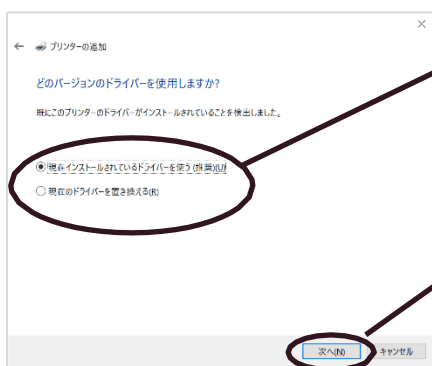 プリンターの追加
どのバージョンのドライバーを使用しますか?
既にこのプリンターのドライバーがインストールされていることを検出しました。
現在インストールされているドライバーを使う (推奨)(U)
現在のドライバーを置き換える(R)
次へ(N) キャンセル